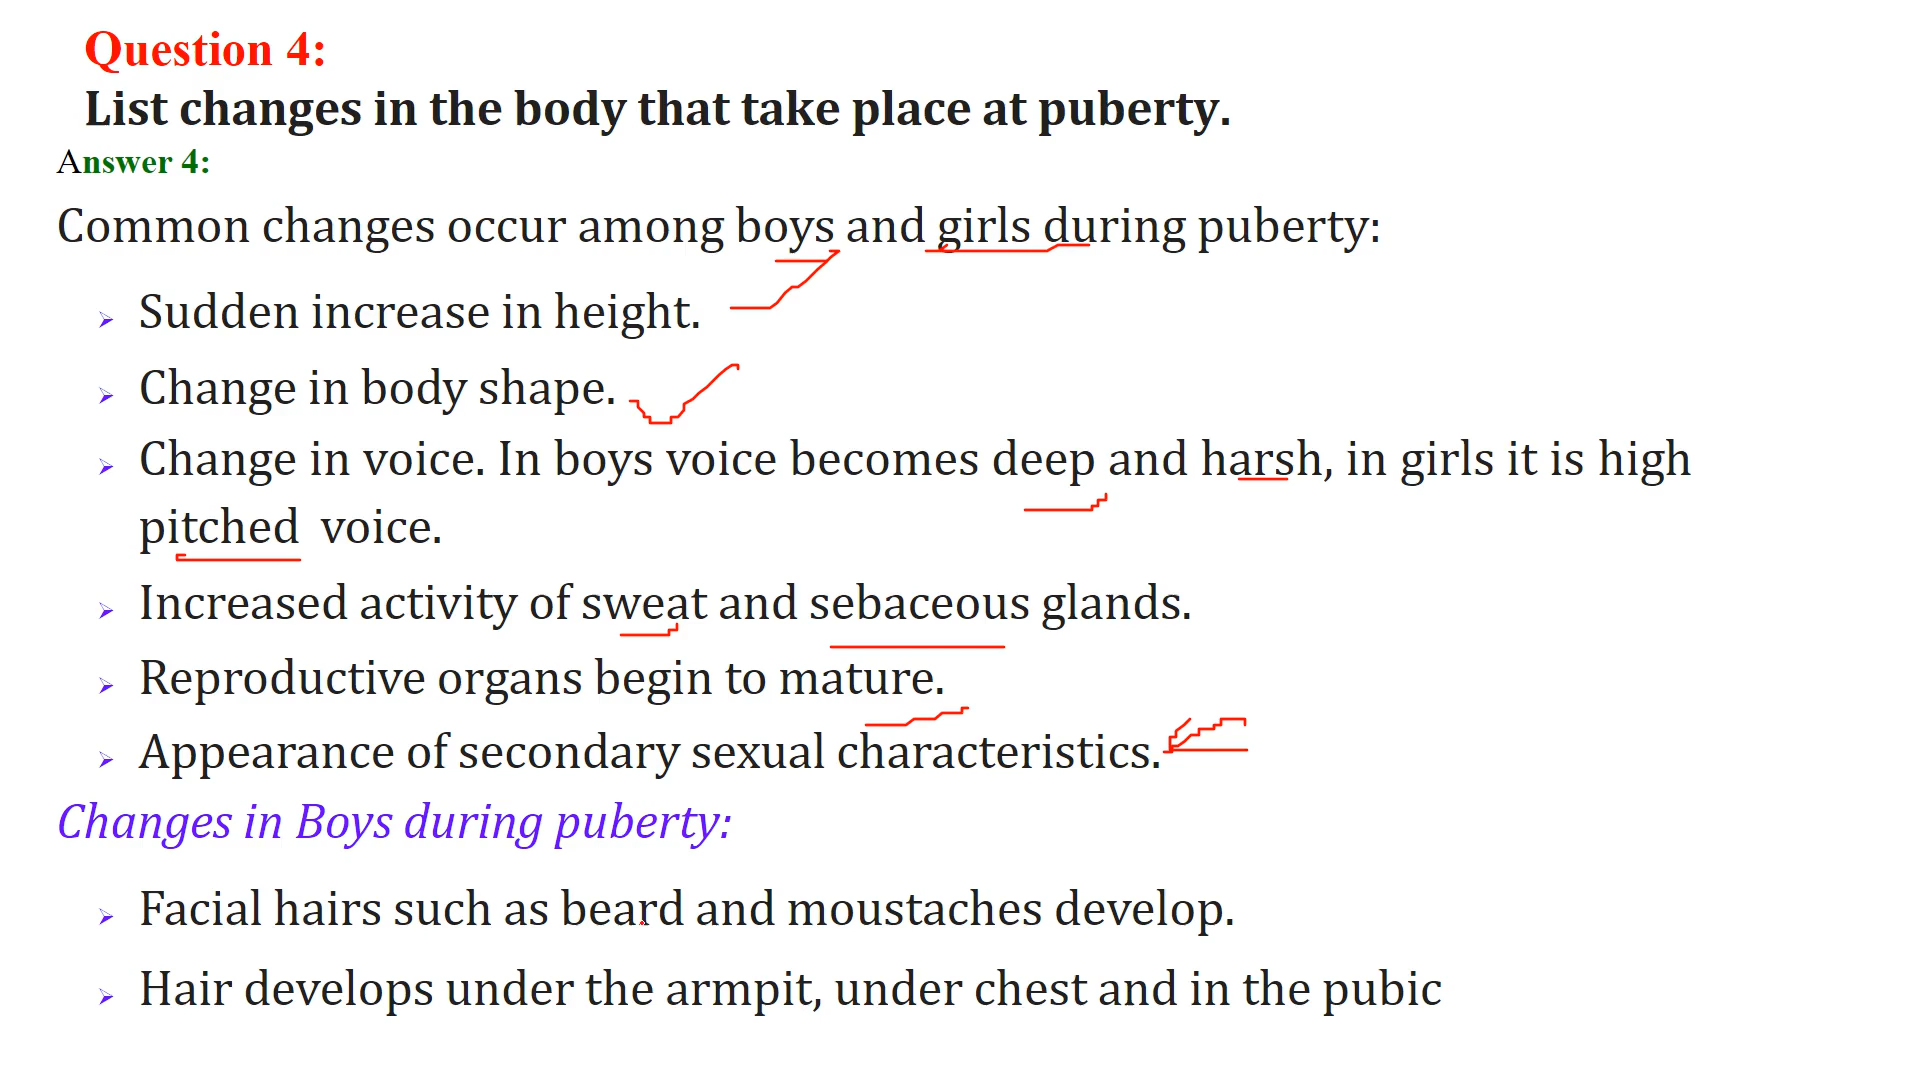 Question 4:
List changes in the body that take place at puberty.
Answer 4:
Common changes occur among boys and girls during puberty:
➢ Sudden increase in height.
➢ Change in body shape.
➢ Change in voice. In boys voice becomes deep and harsh, in girls it is high
pitched voice.
➢ Increased activity of sweat and sebaceous glands.
➢ Reproductive organs begin to mature.
➢ Appearance of secondary sexual characteristics.
Changes in Boys during puberty:
➢ Facial hairs such as beard and moustaches develop.
➢ Hair develops under the armpit, under chest and in the pubic